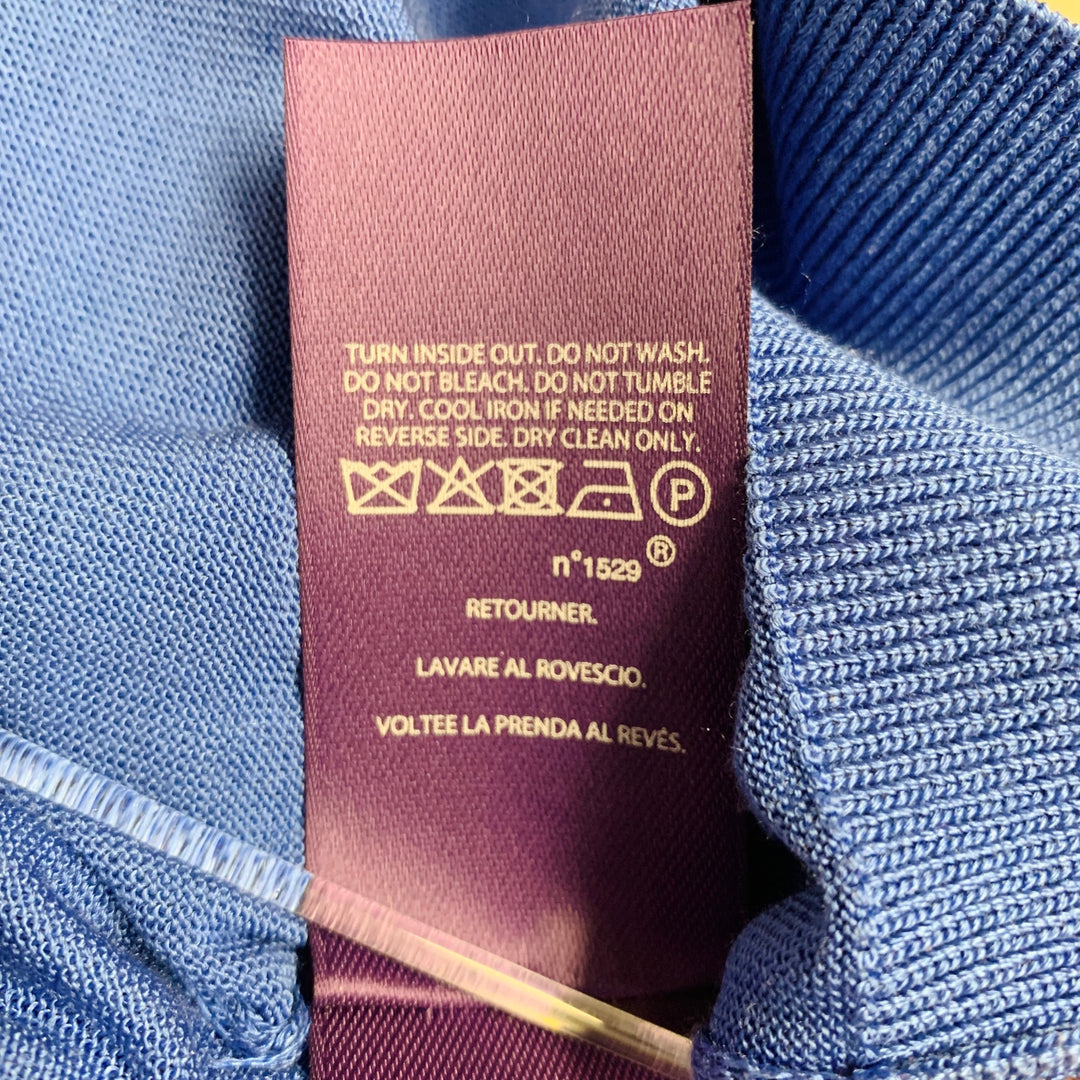 TURN INSIDE OUT. DO NOT WASH.
DO NOT BLEACH. DO NOT TUMBLE
DRY. COOL IRON IF NEEDED ON
REVERSE SIDE. DRY CLEAN ONLY.
P
n°1529 ®
RETOURNER.
LAVARE AL ROVESCIO.
VOLTEE LA PRENDA AL REVÉS.